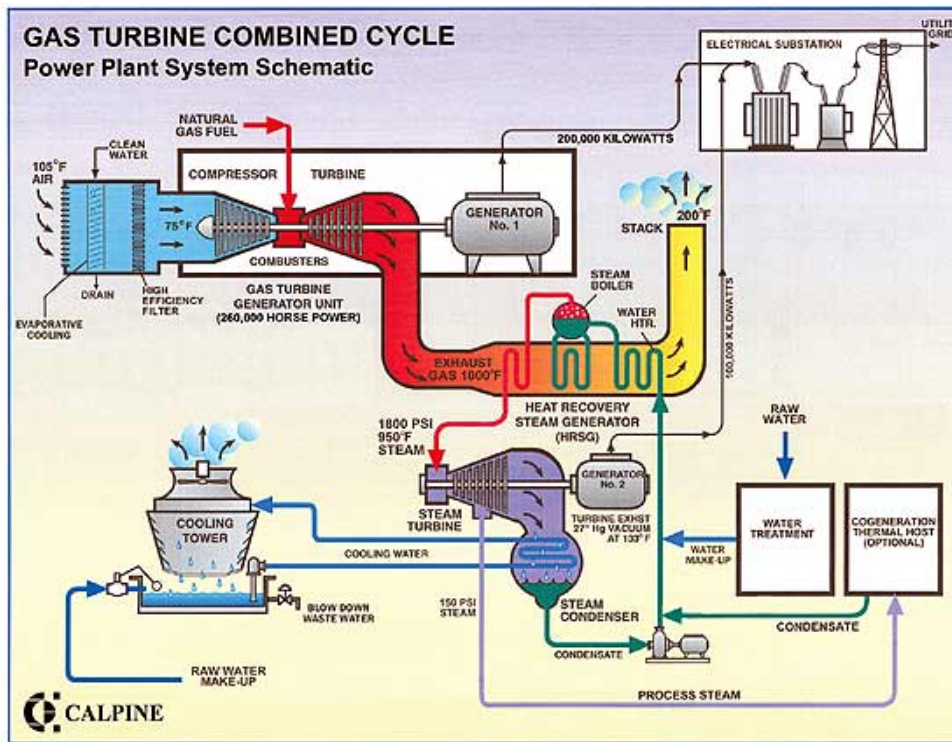 GAS TURBINE COMBINED CYCLE
Power Plant System Schematic
UTILITY
GRID
ELECTRICAL SUBSTATION
200,000 KILOWATTS
NATURAL
GAS FUEL
CLEAN
WATER
105°F
AIR
COMPRESSOR
TURBINE
75°F
GENERATOR
No. 1
200°F
STACK
COMBUSTERS
DRAIN
HIGH
EFFICIENCY
FILTER
EVAPORATIVE
COOLING
GAS TURBINE
GENERATOR UNIT
(260,000 HORSE POWER)
STEAM
BOILER
WATER
HTR.
100,000 KILOWATTS
EXHAUST
GAS 1000°F
HEAT RECOVERY
STEAM GENERATOR
(HRSG)
1800 PSI
950°F
STEAM
RAW
WATER
GENERATOR
No. 2
STEAM
TURBINE
TURBINE EXHST
27" Hg VACUUM
AT 133°F
COOLING
TOWER
COOLING WATER
WATER
TREATMENT
COGENERATION
THERMAL HOST
(OPTIONAL)
WATER
MAKE-UP
150 PSI
STEAM
STEAM
CONDENSER
BLOW DOWN
WASTE WATER
CONDENSATE
CONDENSATE
RAW WATER
MAKE-UP
PROCESS STEAM
CALPINE